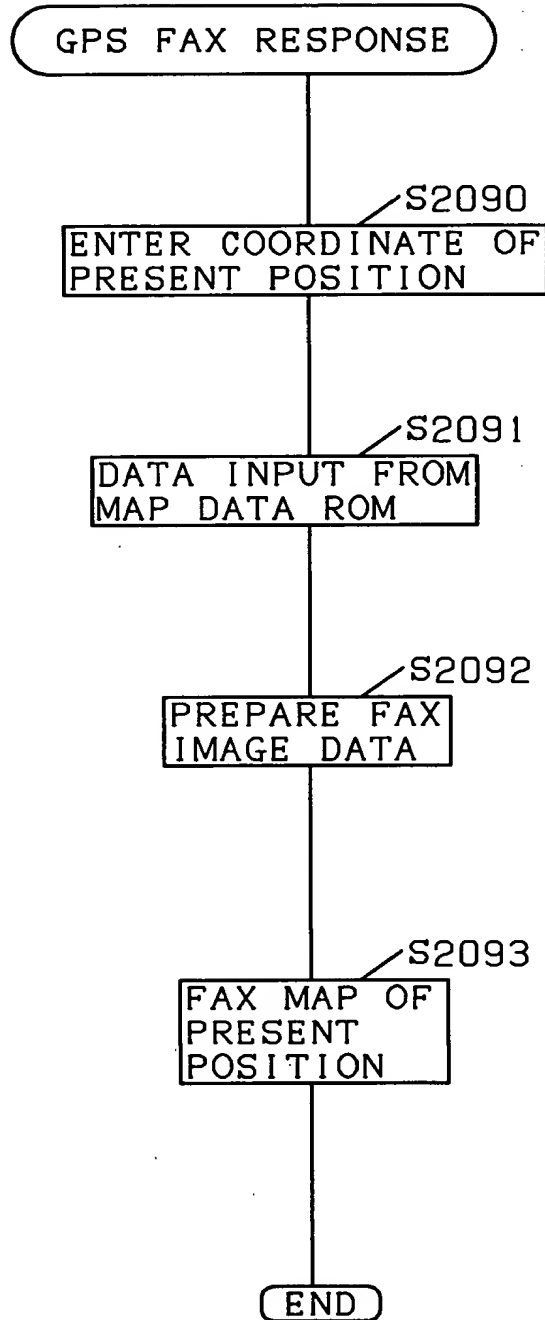 GPS FAX RESPONSE
S2090
ENTER COORDINATE OF
PRESENT POSITION
S2091
DATA INPUT FROM
MAP DATA ROM
S2092
PREPARE FAX
IMAGE DATA
S2093
FAX MAP OF
PRESENT
POSITION
END